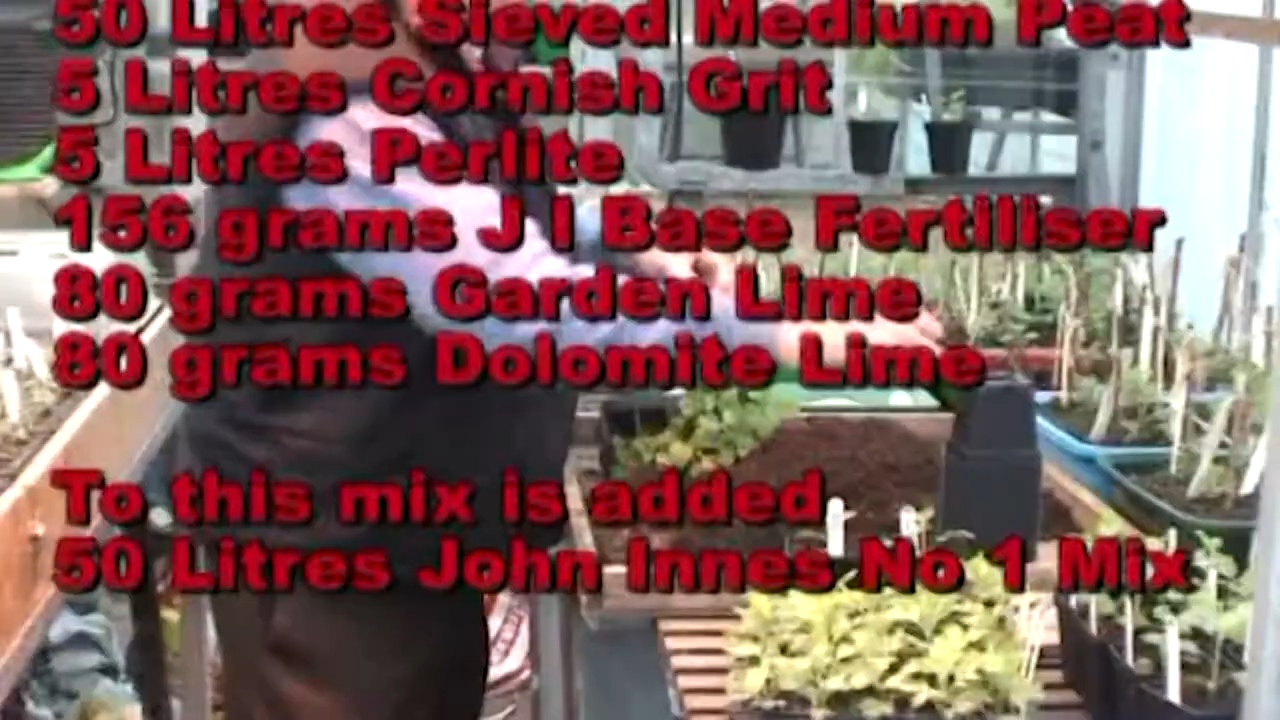 50 Litres Sieved Medium Peat
5 Litres Cornish Grit
5 Litres Perlite
156 grams J I Base Fertiliser
80 grams Garden Lime
80 grams Dolomite Lime
To this mix is added
50 Litres John Innes No 1 Mix